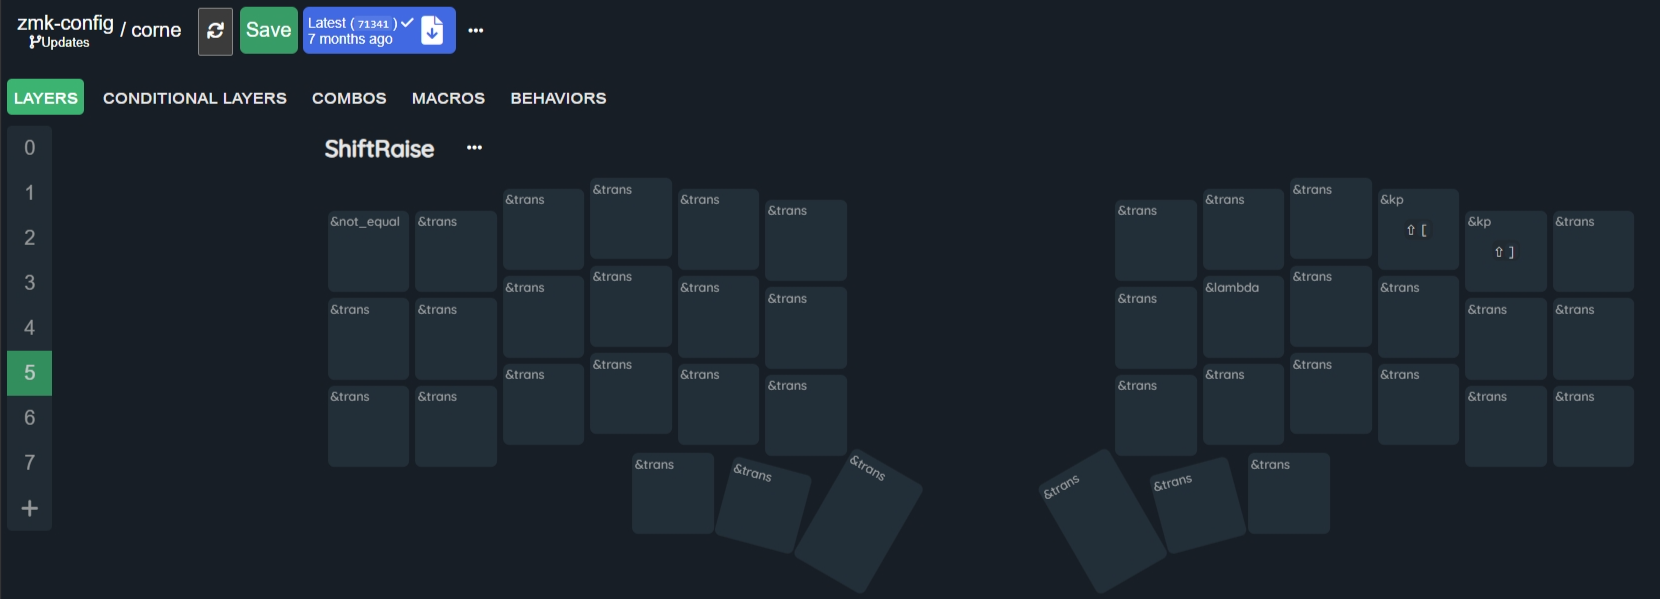 zmk-config / corne
Updates
Save
Latest ( 71341 )
7 months ago
LAYERS CONDITIONAL LAYERS COMBOS MACROS BEHAVIORS
0
1
2
3
4
5
6
7
+
ShiftRaise
&not_equal &trans &trans &trans &trans &trans &trans &trans &trans &kp ⇧ [ &kp ⇧ ] &trans
&trans &trans &trans &trans &trans &trans &trans &lambda &trans &trans &trans &trans
&trans &trans &trans &trans &trans &trans &trans &trans &trans &trans &trans &trans
&trans &trans &trans &trans &trans &trans